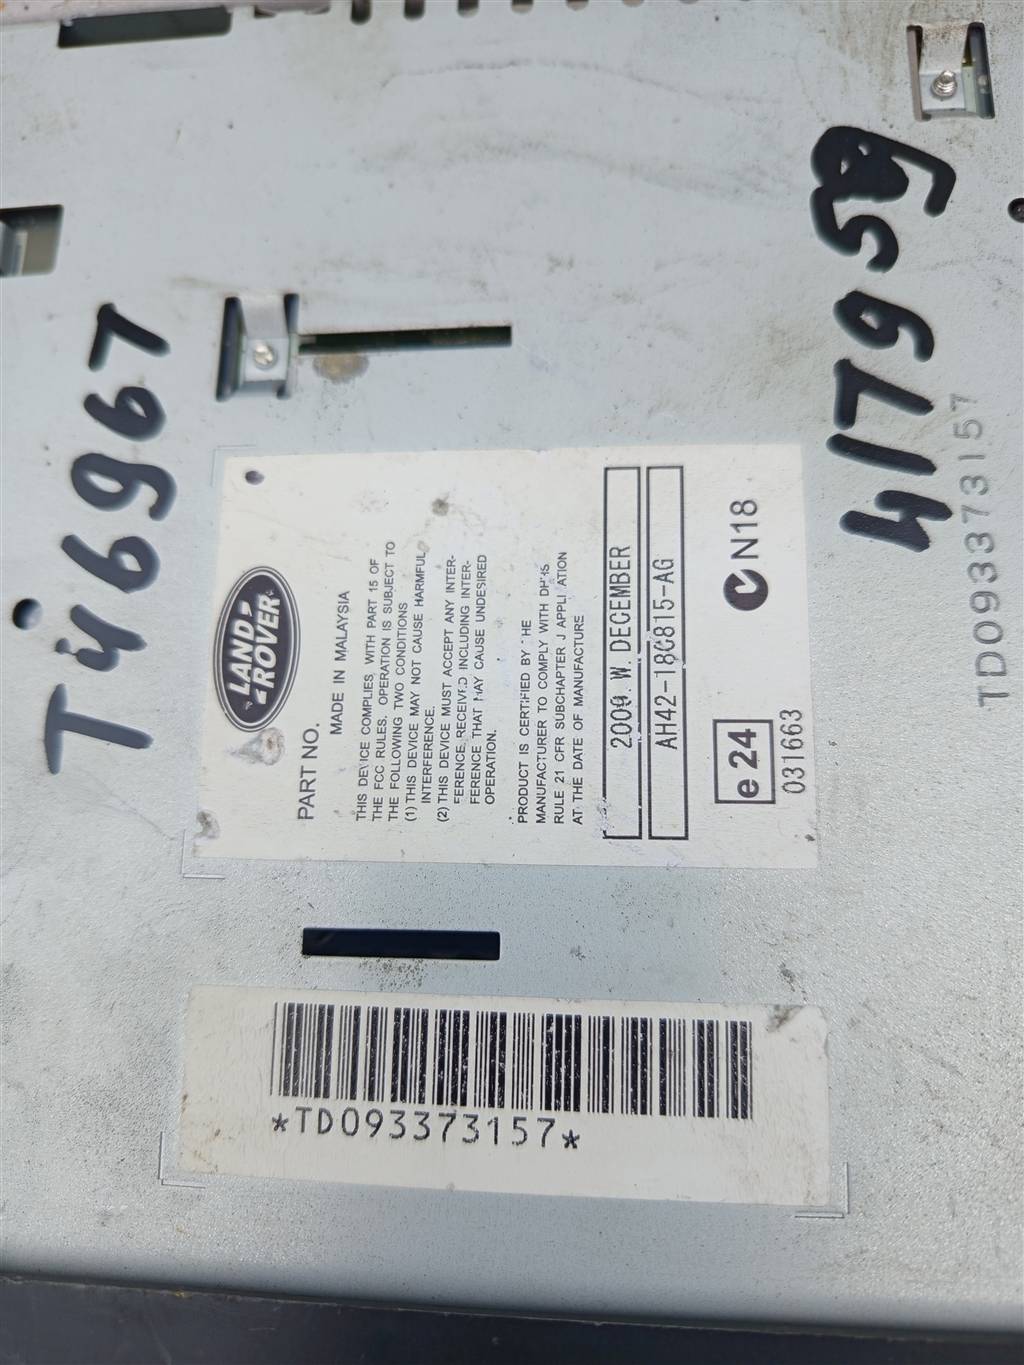 T46967
LAND
ROVER
PART NO.
MADE IN MALAYSIA
THIS DEVICE COMPLIES WITH PART 15 OF
THE FCC RULES. OPERATION IS SUBJECT TO
THE FOLLOWING TWO CONDITIONS
(1) THIS DEVICE MAY NOT CAUSE HARMFUL
INTERFERENCE.
(2) THIS DEVICE MUST ACCEPT ANY INTER-
FERENCE RECEIVED INCLUDING INTER-
FERENCE THAT MAY CAUSE UNDESIRED
OPERATION.
PRODUCT IS CERTIFIED BY THE
MANUFACTURER TO COMPLY WITH DHHS
RULE 21 CFR SUBCHAPTER J APPLICATION
AT THE DATE OF MANUFACTURE
2009. W. DECEMBER
AH42-18C815-AG
e 24
031663
N18
TD093373157
*TD093373157*